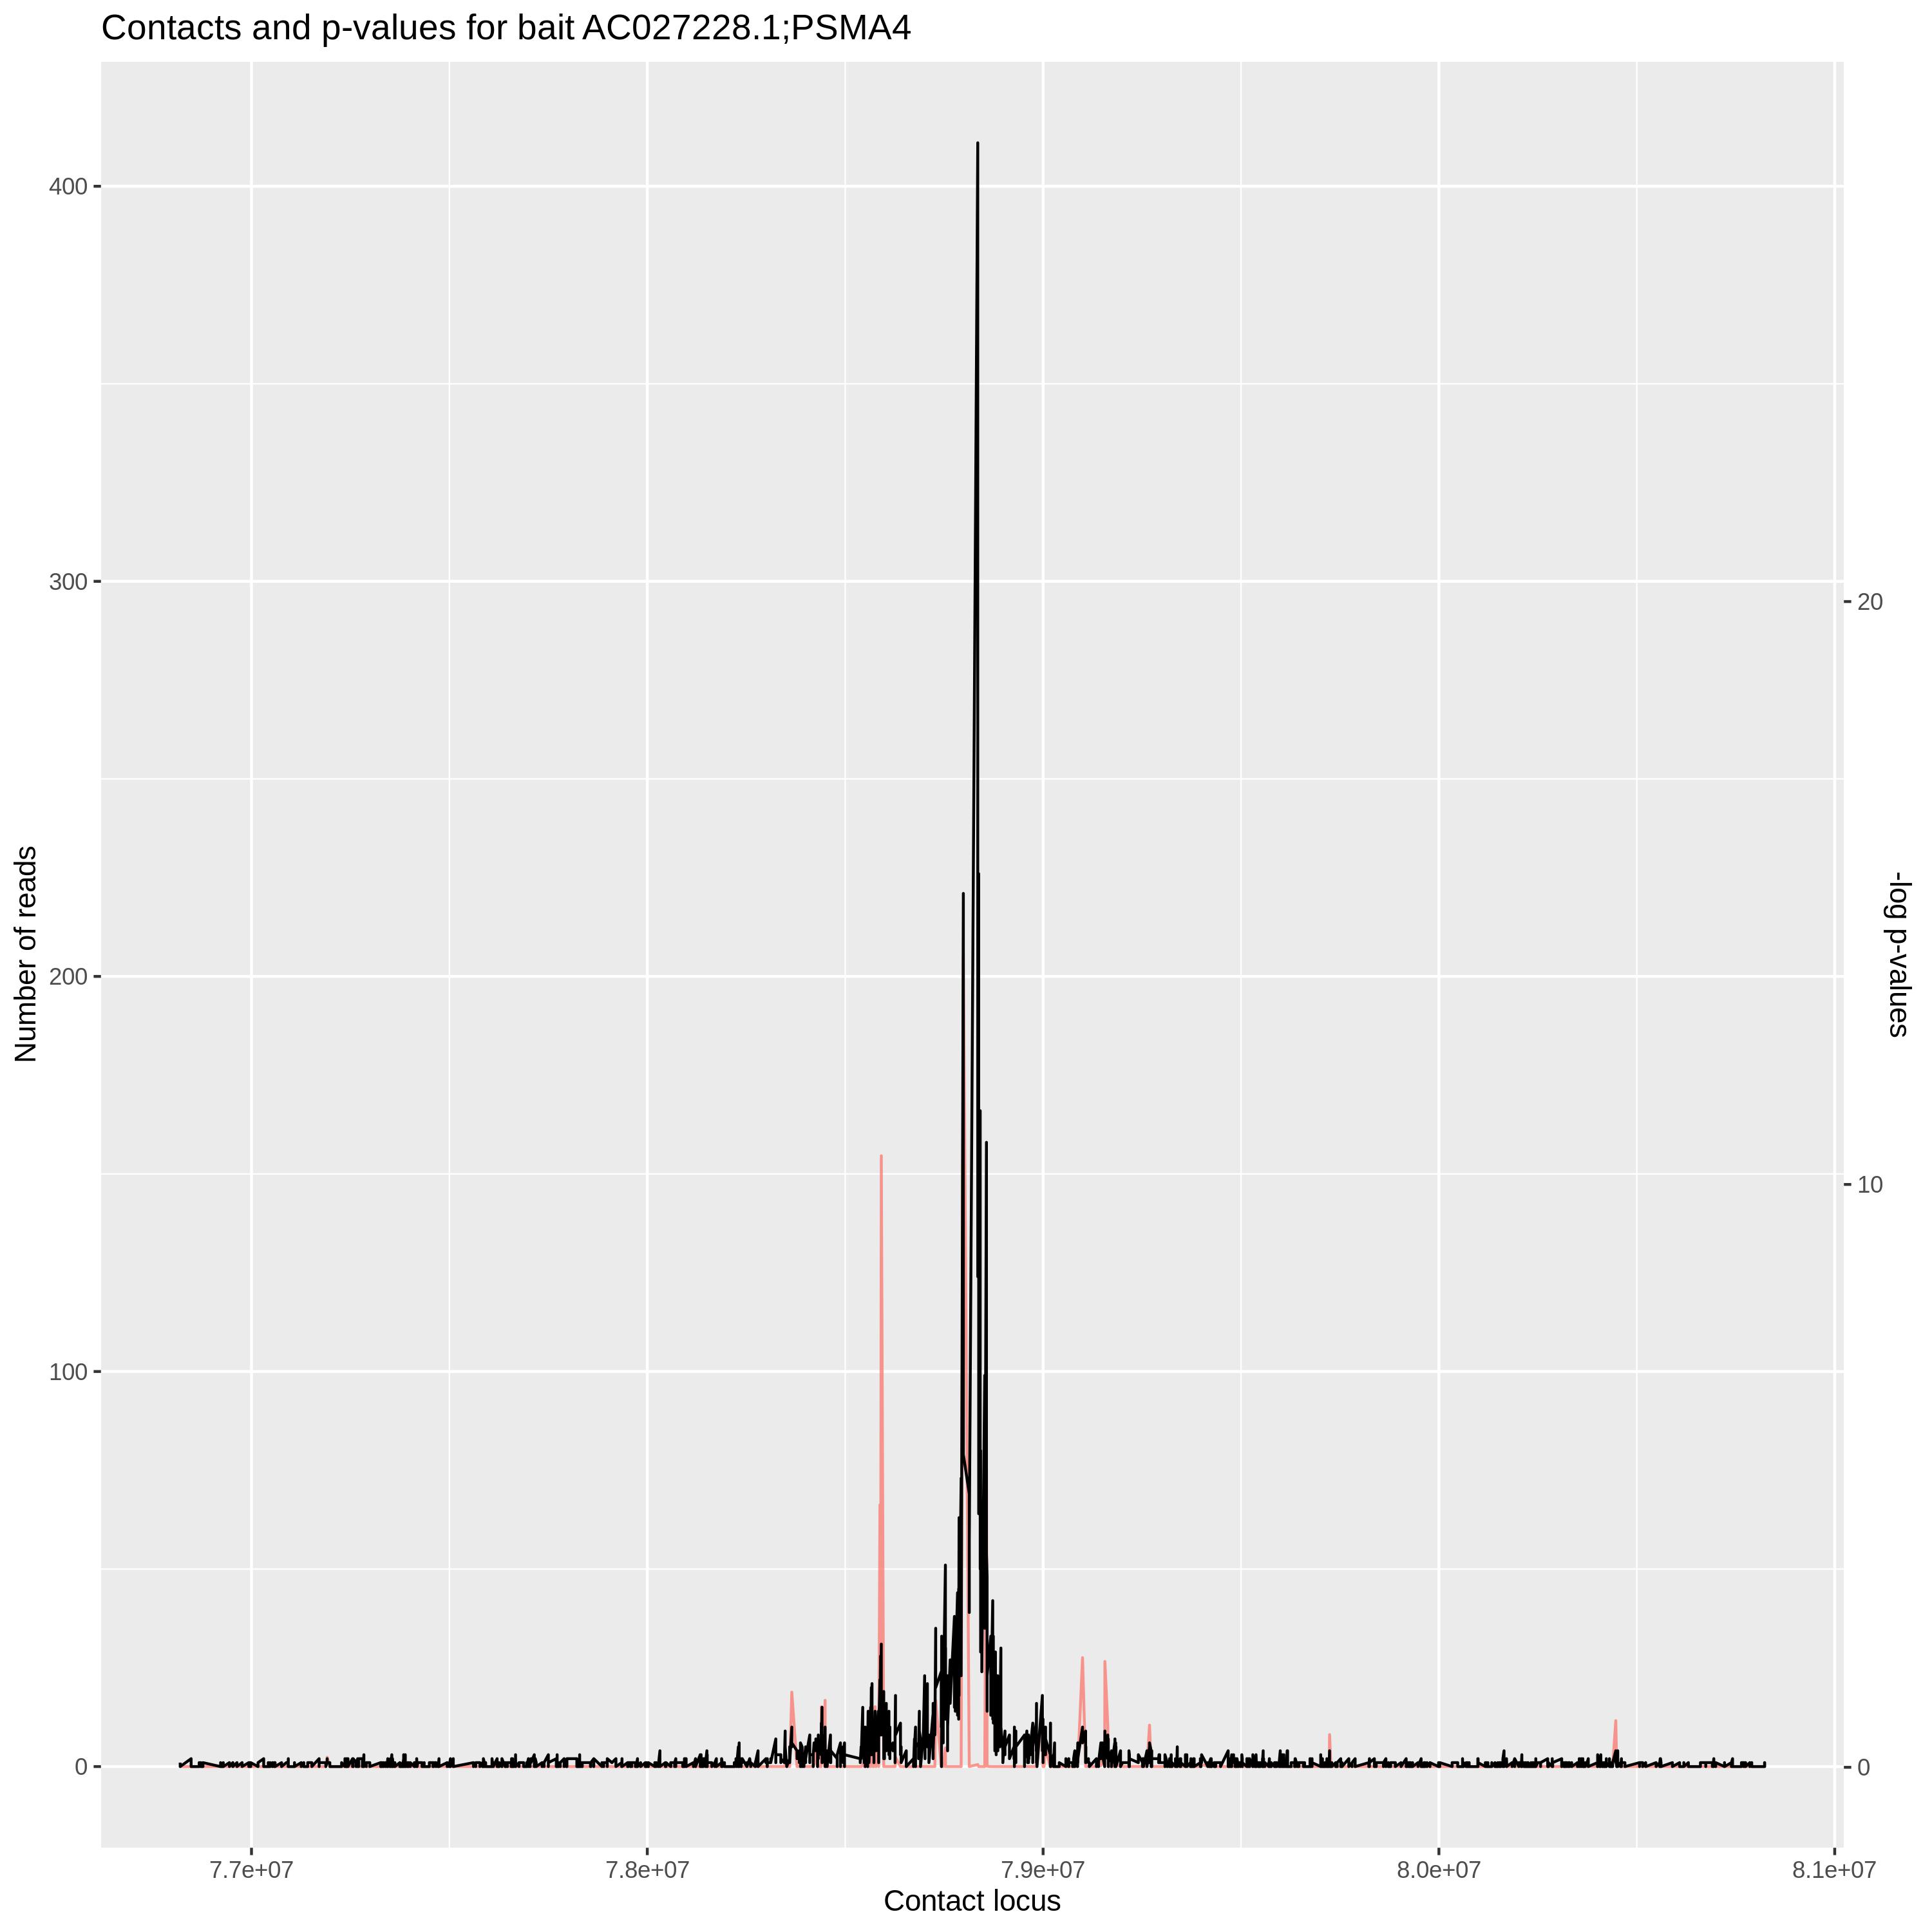 Contacts and p-values for bait AC027228.1;PSMA4
400
300
200
100
0
20
10
0
Number of reads
-log p-values
7.7e+07 7.8e+07 7.9e+07 8.0e+07 8.1e+07
Contact locus